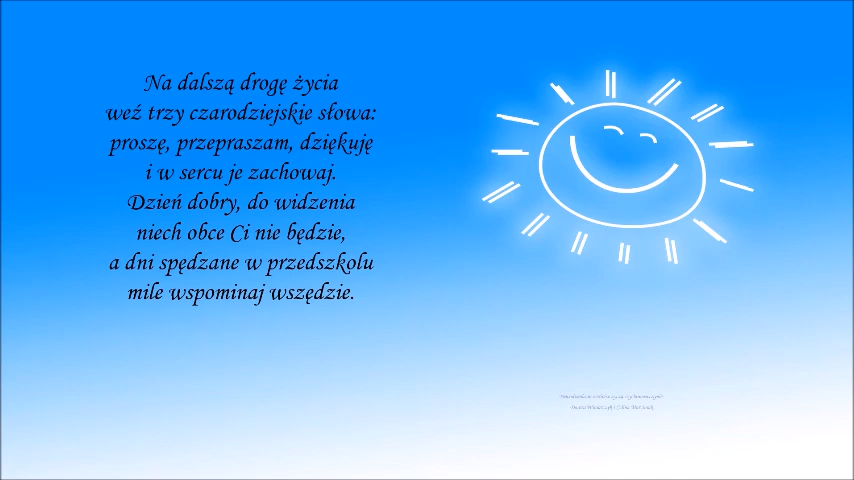 Na dalszą drogę życia
weź trzy czarodziejskie słowa:
proszę, przepraszam, dziękuję
i w sercu je zachowaj.
Dzień dobry, do widzenia
niech obce Ci nie będzie,
a dni spędzane w przedszkolu
mile wspominaj wszędzie.